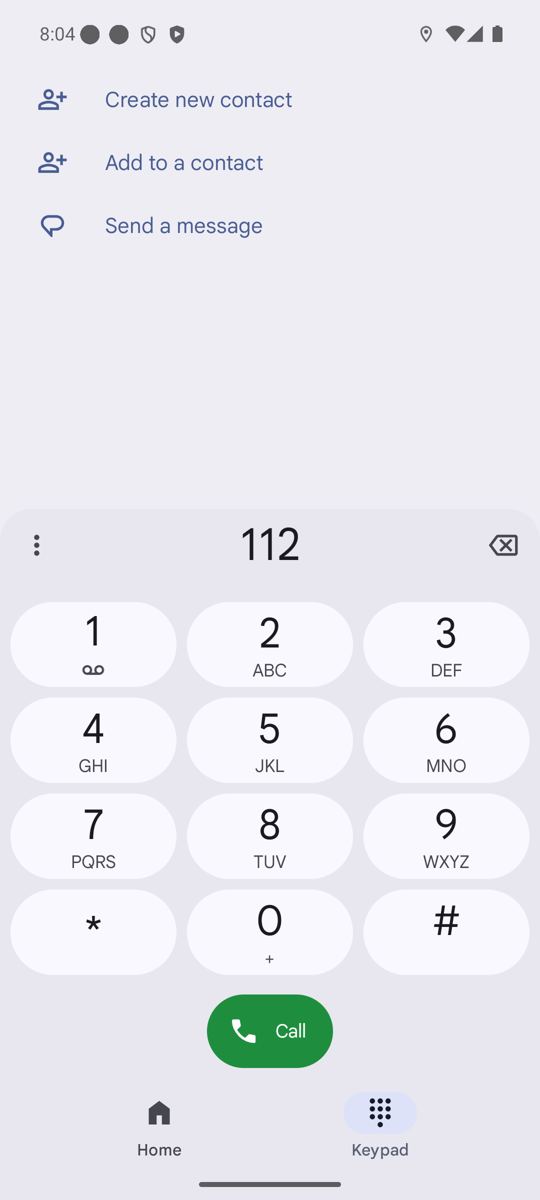 8:04
Create new contact
Add to a contact
Send a message
112
1
2
ABC
3
DEF
4
GHI
5
JKL
6
MNO
7
PQRS
8
TUV
9
WXYZ
*
0
+
#
Call
Home
Keypad